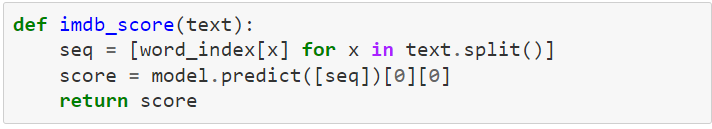 def imdb_score(text):
    seq = [word_index[x] for x in text.split()]
    score = model.predict([seq])[0][0]
    return score